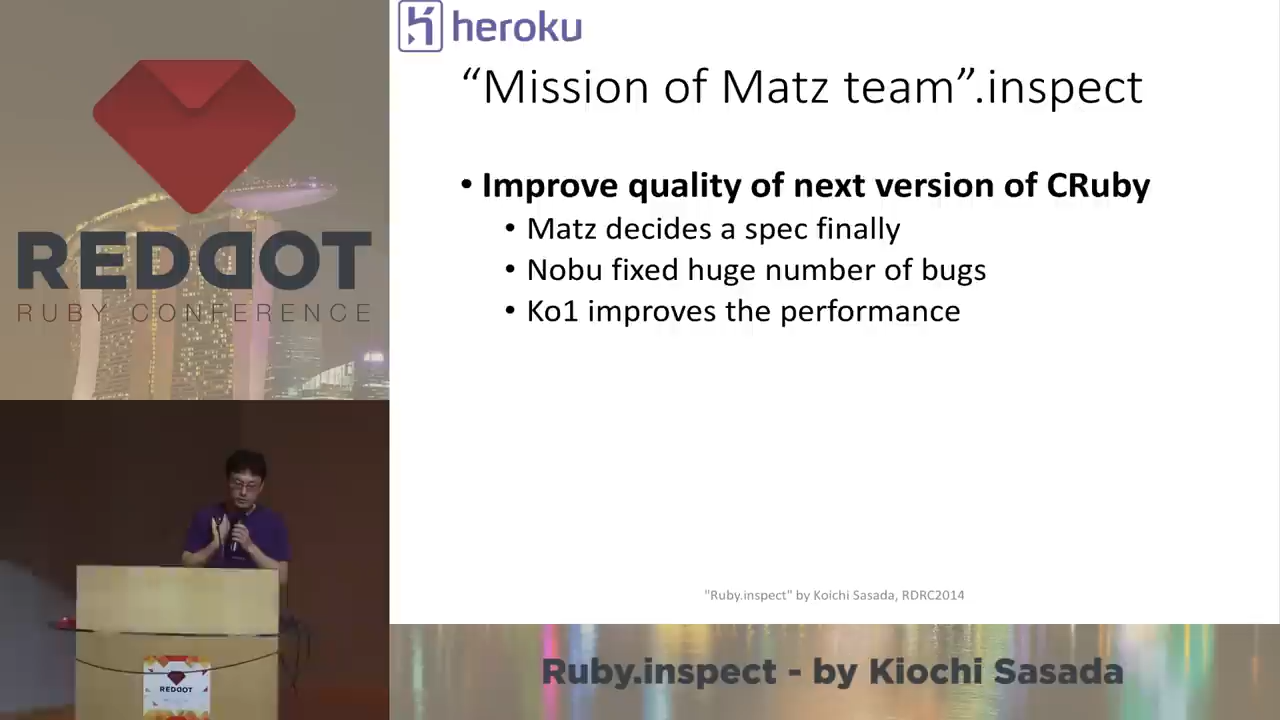 heroku
“Mission of Matz team”.inspect
• Improve quality of next version of CRuby
• Matz decides a spec finally
• Nobu fixed huge number of bugs
• Ko1 improves the performance
"Ruby.inspect" by Koichi Sasada, RDRC2014
REDDOT
RUBY CONFERENCE
REDDOT
Ruby.inspect - by Kiochi Sasada